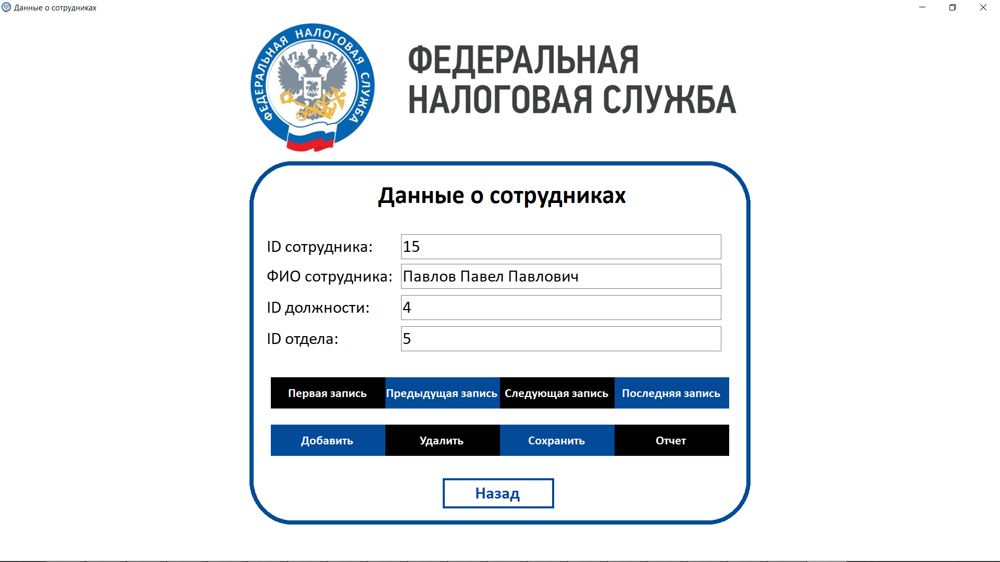 Данные о сотрудниках
ФЕДЕРАЛЬНАЯ НАЛОГОВАЯ СЛУЖБА
ФЕДЕРАЛЬНАЯ
НАЛОГОВАЯ СЛУЖБА
Данные о сотрудниках
ID сотрудника: 15
ФИО сотрудника: Павлов Павел Павлович
ID должности: 4
ID отдела: 5
Первая запись Предыдущая запись Следующая запись Последняя запись
Добавить Удалить Сохранить Отчет
Назад